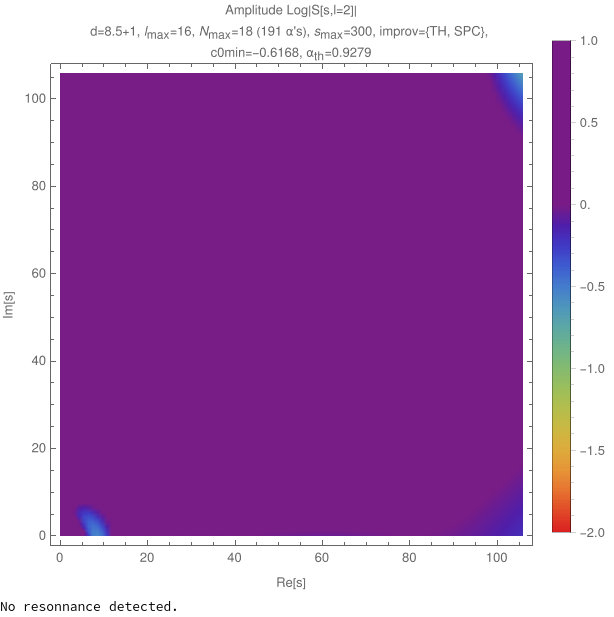 Amplitude Log|S[s,l=2]|
d=8.5+1, lmax=16, Nmax=18 (191 α's), smax=300, improv={TH, SPC},
c0min=−0.6168, αth=0.9279
Im[s]
100
80
60
40
20
0
0 20 40 60 80 100
Re[s]
1.0
0.5
0.
−0.5
−1.0
−1.5
−2.0
No resonnance detected.